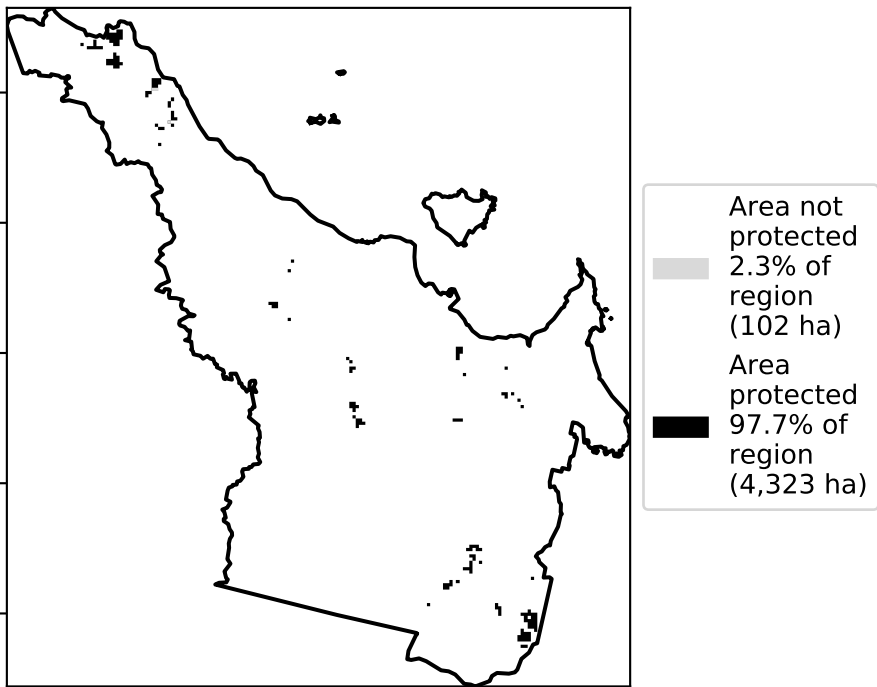 Area not
protected
2.3% of
region
(102 ha)
Area
protected
97.7% of
region
(4,323 ha)